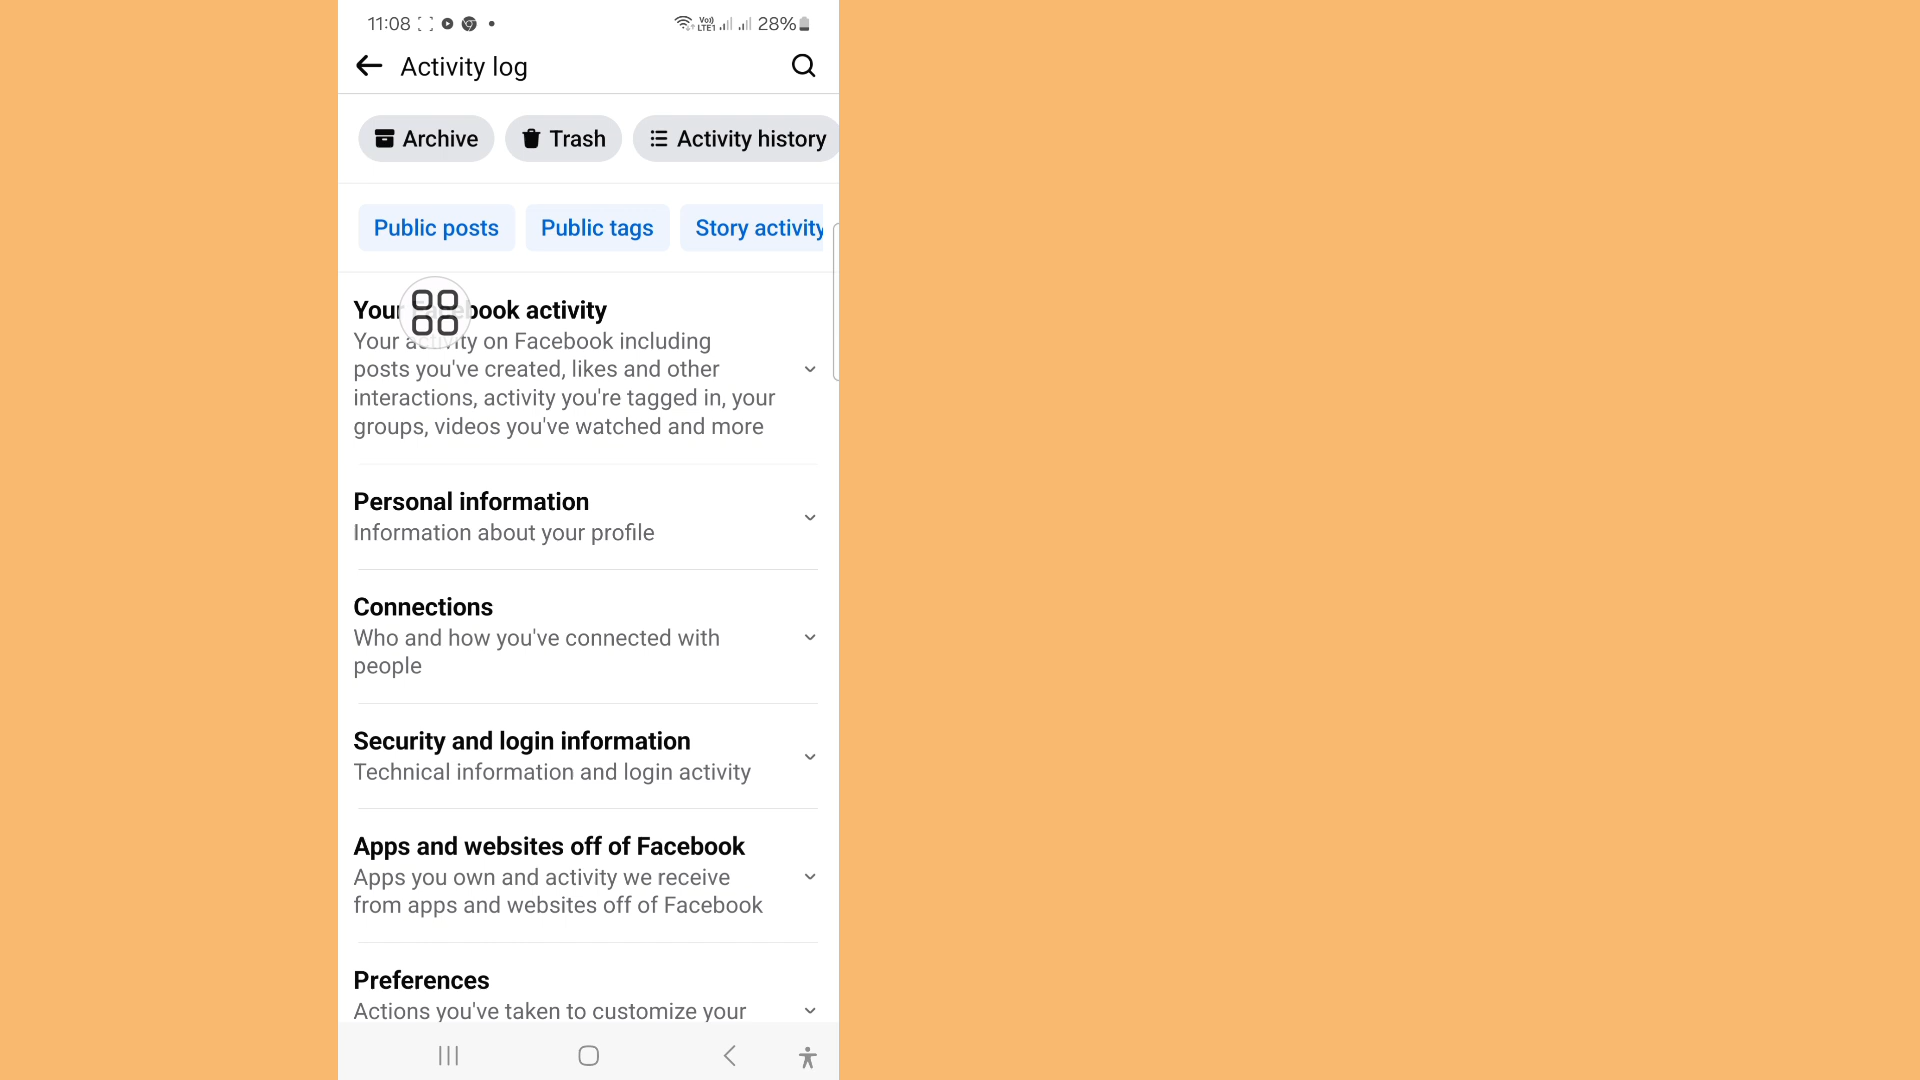 11:08 Vo) LTE1 28%
Activity log
Archive Trash Activity history
Public posts Public tags Story activity
Your Facebook activity
Your activity on Facebook including
posts you've created, likes and other
interactions, activity you're tagged in, your
groups, videos you've watched and more
Personal information
Information about your profile
Connections
Who and how you've connected with
people
Security and login information
Technical information and login activity
Apps and websites off of Facebook
Apps you own and activity we receive
from apps and websites off of Facebook
Preferences
Actions you've taken to customize your